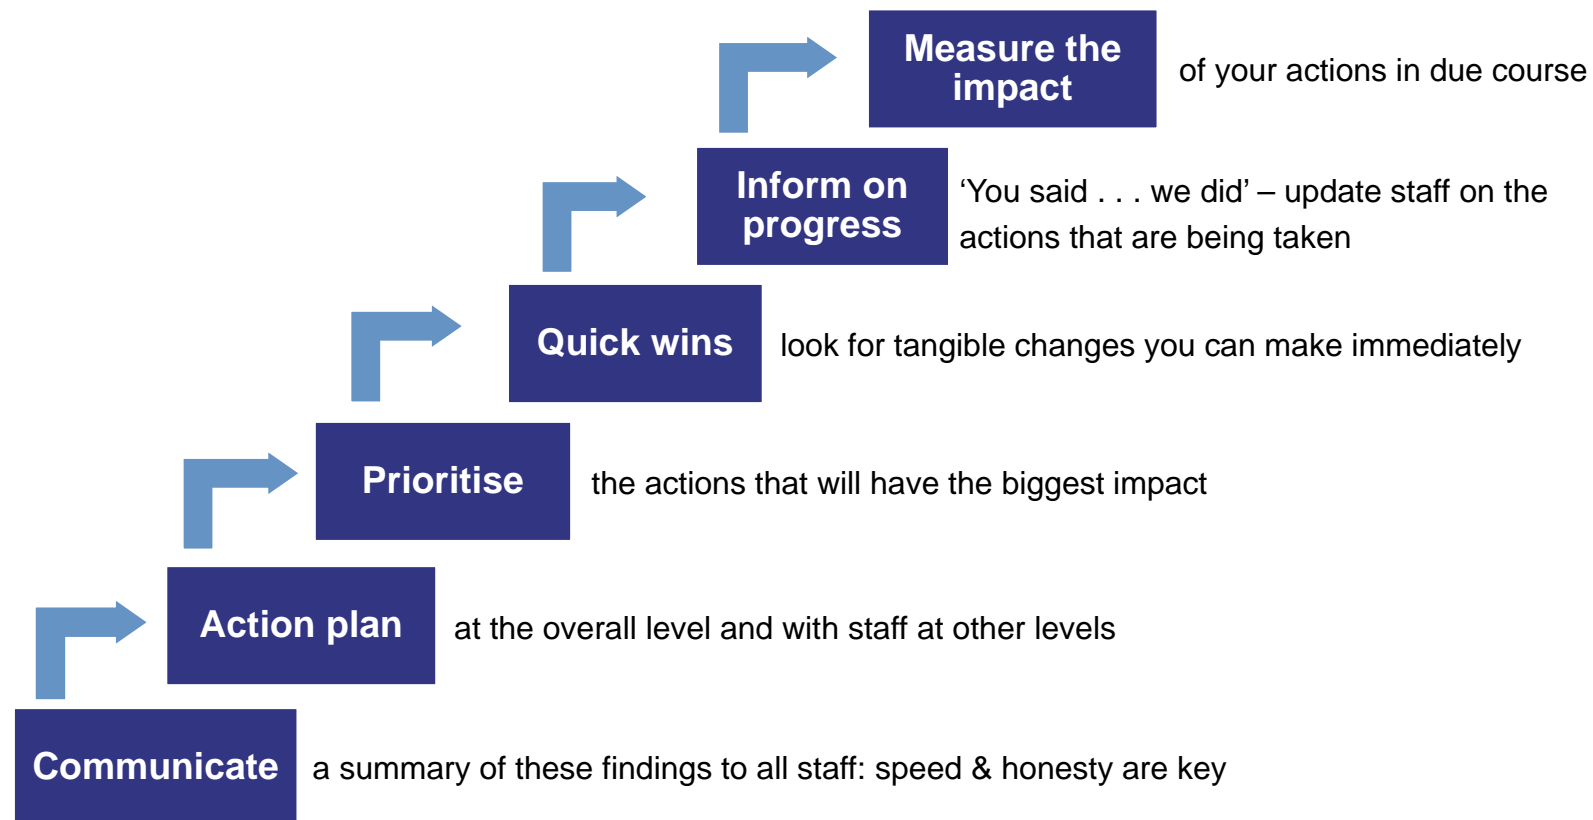 Measure the
impact
of your actions in due course
Inform on
progress
‘You said . . . we did’ – update staff on the
actions that are being taken
Quick wins
look for tangible changes you can make immediately
Prioritise
the actions that will have the biggest impact
Action plan
at the overall level and with staff at other levels
Communicate
a summary of these findings to all staff: speed & honesty are key